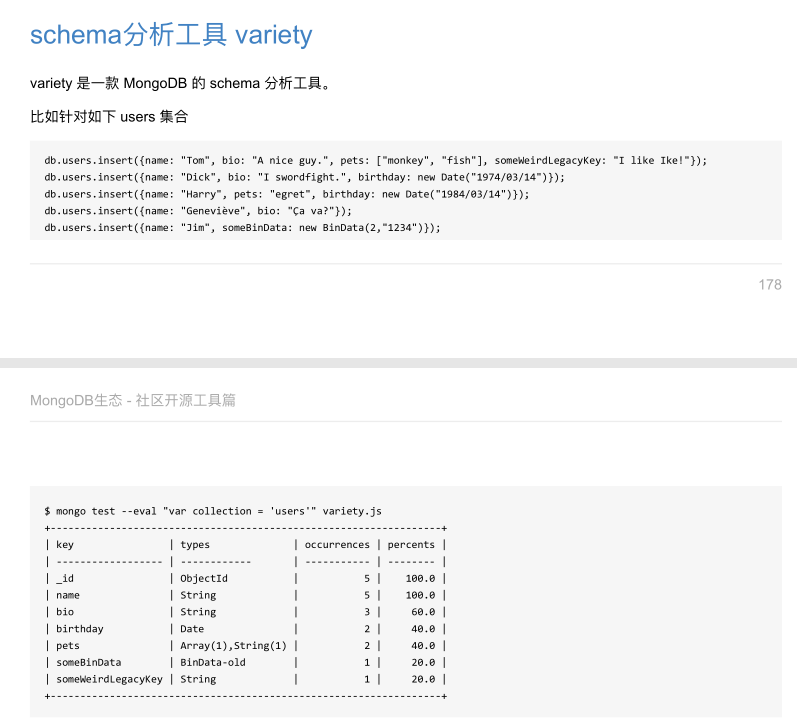 schema分析工具 variety
variety 是一款 MongoDB 的 schema 分析工具。
比如针对如下 users 集合
db.users.insert({name: "Tom", bio: "A nice guy.", pets: ["monkey", "fish"], someWeirdLegacyKey: "I like Ike!"});
db.users.insert({name: "Dick", bio: "I swordfight.", birthday: new Date("1974/03/14")});
db.users.insert({name: "Harry", pets: "egret", birthday: new Date("1984/03/14")});
db.users.insert({name: "Geneviève", bio: "Ça va?"});
db.users.insert({name: "Jim", someBinData: new BinData(2,"1234")});
178
MongoDB生态 - 社区开源工具篇
$ mongo test --eval "var collection = 'users'" variety.js
+------------------------------------------------------------------+
| key                | types              | occurrences | percents |
| ------------------ | ------------       | ----------- | -------- |
| _id                | ObjectId           |           5 |    100.0 |
| name               | String             |           5 |    100.0 |
| bio                | String             |           3 |     60.0 |
| birthday           | Date               |           2 |     40.0 |
| pets               | Array(1),String(1) |           2 |     40.0 |
| someBinData        | BinData-old        |           1 |     20.0 |
| someWeirdLegacyKey | String             |           1 |     20.0 |
+------------------------------------------------------------------+